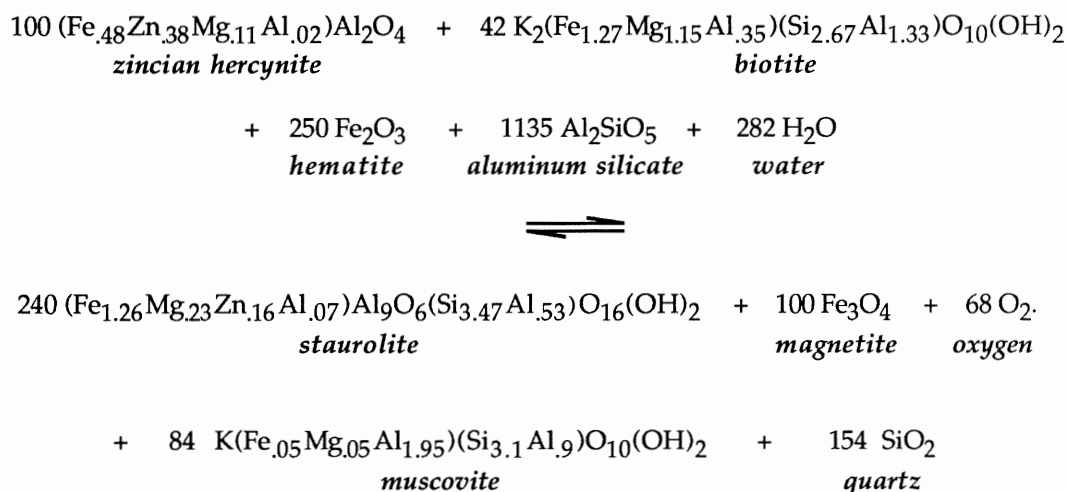 100 (Fe.48Zn.38Mg.11Al.02)Al2O4 + 42 K2(Fe1.27Mg1.15Al.35)(Si2.67Al1.33)O10(OH)2
zincian hercynite biotite
+ 250 Fe2O3 + 1135 Al2SiO5 + 282 H2O
hematite aluminum silicate water
⇌
240 (Fe1.26Mg.23Zn.16Al.07)Al9O6(Si3.47Al.53)O16(OH)2 + 100 Fe3O4 + 68 O2.
staurolite magnetite oxygen
+ 84 K(Fe.05Mg.05Al1.95)(Si3.1Al.9)O10(OH)2 + 154 SiO2
muscovite quartz